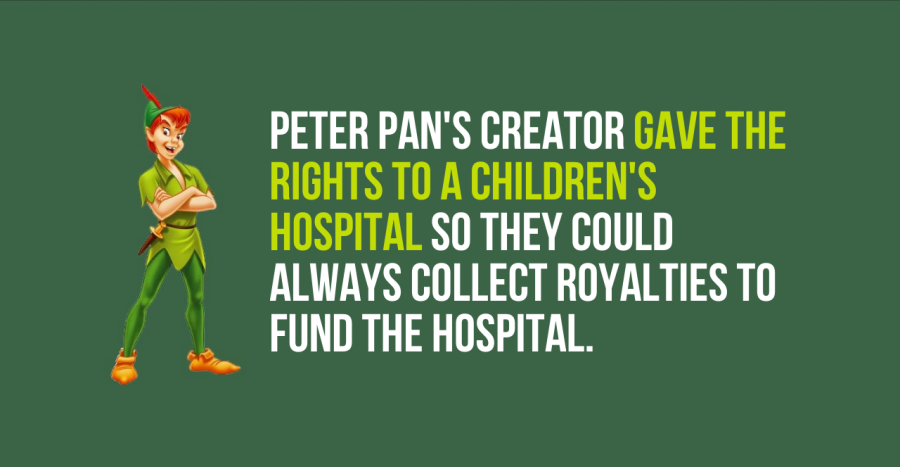 PETER PAN'S CREATOR GAVE THE
RIGHTS TO A CHILDREN'S
HOSPITAL SO THEY COULD
ALWAYS COLLECT ROYALTIES TO
FUND THE HOSPITAL.